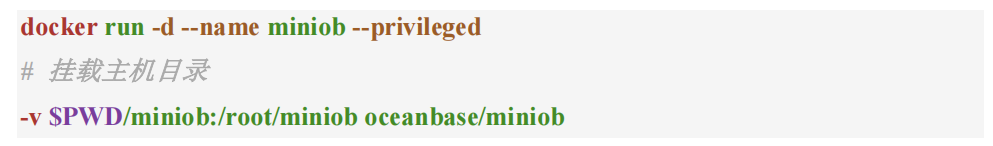 docker run -d --name miniob --privileged
# 挂载主机目录
-v $PWD/miniob:/root/miniob oceanbase/miniob